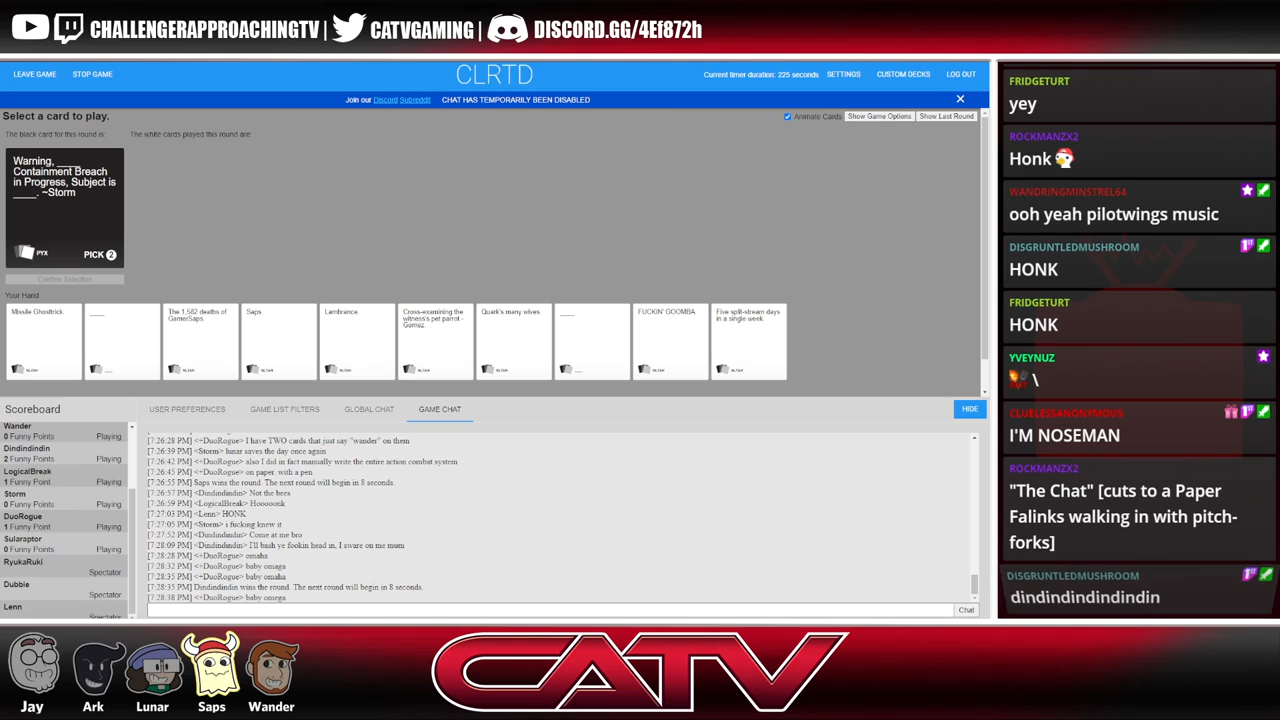 CHALLENGERAPPROACHINGTV | CATVGAMING | DISCORD.GG/4Ef872h
LEAVE GAME STOP GAME
CLRTD
Current timer duration: 225 seconds SETTINGS CUSTOM DECKS LOG OUT
Join our Discord Subreddit CHAT HAS TEMPORARILY BEEN DISABLED
Select a card to play.
Animate Cards Show Game Options Show Last Round
The black card for this round is: The white cards played this round are:
Warning, ____
Containment Breach
in Progress, Subject is
____. ~Storm
PYX PICK 2
Confirm Selection
Your Hand
Missile Ghosttrick.
____
The 1,582 deaths of
GamerSaps.
Saps.
Lambrance.
Cross-examining the
witness's pet parrot -
Gomez.
Quark's many wives.
____
FUCKIN' GOOMBA.
Five split-stream days
in a single week.
Scoreboard
Wander
0 Funny Points Playing
Dindindindin
2 Funny Points Playing
LogicalBreak
1 Funny Point Playing
Storm
0 Funny Points Playing
DuoRogue
1 Funny Point Playing
Sularaptor
0 Funny Points Playing
RyukaRuki
Spectator
Dubbie
Spectator
Lenn
Spectator
USER PREFERENCES GAME LIST FILTERS GLOBAL CHAT GAME CHAT HIDE
[7:26:28 PM] <+DuoRogue> I have TWO cards that just say "wander" on them
[7:26:39 PM] <Storm> lunar saves the day once again
[7:26:42 PM] <+DuoRogue> also I did in fact manually write the entire action combat system
[7:26:45 PM] <+DuoRogue> on paper. with a pen
[7:26:55 PM] Saps wins the round. The next round will begin in 8 seconds.
[7:26:57 PM] <Dindindindin> Not the bees
[7:26:59 PM] <LogicalBreak> Hooooonk
[7:27:03 PM] <Lenn> HONK
[7:27:05 PM] <Storm> i fucking knew it
[7:27:52 PM] <Dindindindin> Come at me bro
[7:28:09 PM] <Dindindindin> I'll bash ye fookin head in, I sware on me mum
[7:28:28 PM] <+DuoRogue> omaha
[7:28:32 PM] <+DuoRogue> baby omaga
[7:28:35 PM] <+DuoRogue> baby omaha
[7:28:35 PM] Dindindindin wins the round. The next round will begin in 8 seconds.
[7:28:38 PM] <+DuoRogue> baby omega
Chat
FRIDGETURT
yey
ROCKMANZX2
Honk
WANDRINGMINSTREL64
ooh yeah pilotwings music
DISGRUNTLEDMUSHROOM
HONK
FRIDGETURT
HONK
YVEYNUZ
\
CLUELESSANONYMOUS
I'M NOSEMAN
ROCKMANZX2
"The Chat" [cuts to a Paper
Falinks walking in with pitch-
forks]
DISGRUNTLEDMUSHROOM
dindindindindindin
Jay Ark Lunar Saps Wander
CATV